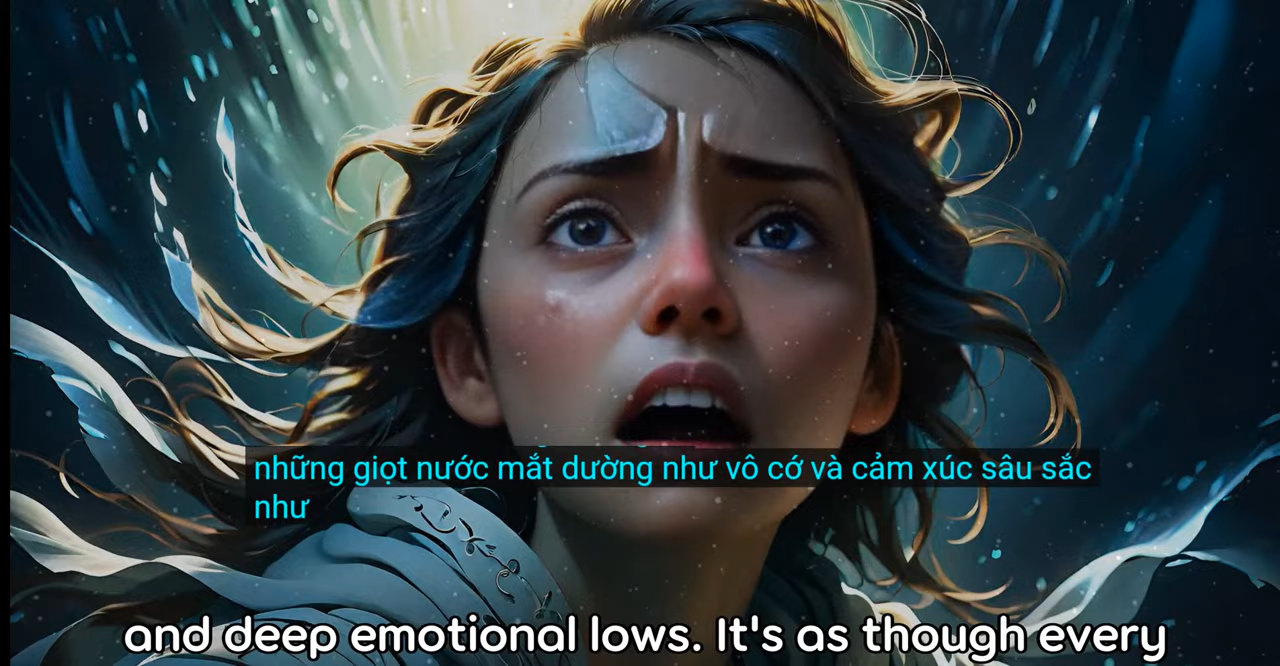 những giọt nước mắt dường như vô cớ và cảm xúc sâu sắc
như
and deep emotional lows. It's as though every